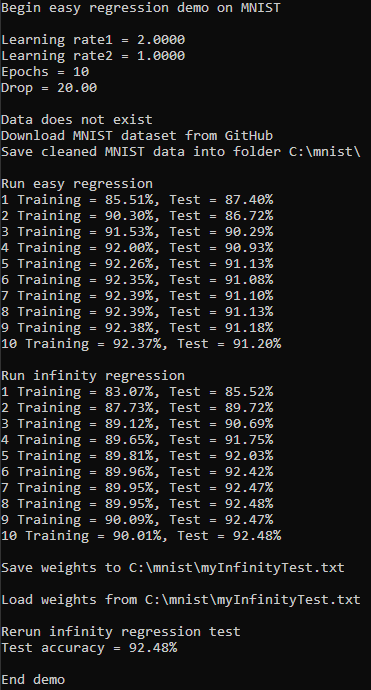 Begin easy regression demo on MNIST
Learning rate1 = 2.0000
Learning rate2 = 1.0000
Epochs = 10
Drop = 20.00
Data does not exist
Download MNIST dataset from GitHub
Save cleaned MNIST data into folder C:\mnist\
Run easy regression
1 Training = 85.51%, Test = 87.40%
2 Training = 90.30%, Test = 86.72%
3 Training = 91.53%, Test = 90.29%
4 Training = 92.00%, Test = 90.93%
5 Training = 92.26%, Test = 91.13%
6 Training = 92.35%, Test = 91.08%
7 Training = 92.39%, Test = 91.10%
8 Training = 92.39%, Test = 91.13%
9 Training = 92.38%, Test = 91.18%
10 Training = 92.37%, Test = 91.20%
Run infinity regression
1 Training = 83.07%, Test = 85.52%
2 Training = 87.73%, Test = 89.72%
3 Training = 89.12%, Test = 90.69%
4 Training = 89.65%, Test = 91.75%
5 Training = 89.81%, Test = 92.03%
6 Training = 89.96%, Test = 92.42%
7 Training = 89.95%, Test = 92.47%
8 Training = 89.95%, Test = 92.48%
9 Training = 90.09%, Test = 92.47%
10 Training = 90.01%, Test = 92.48%
Save weights to C:\mnist\myInfinityTest.txt
Load weights from C:\mnist\myInfinityTest.txt
Rerun infinity regression test
Test accuracy = 92.48%
End demo